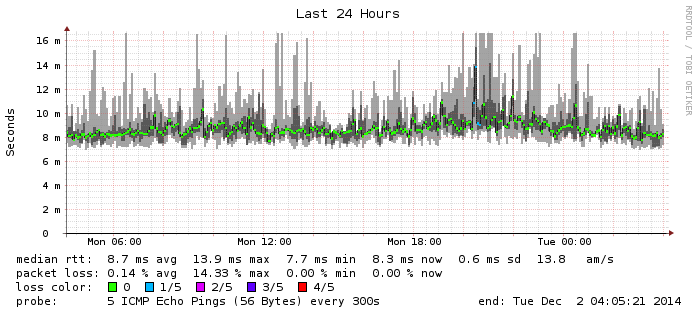 Last 24 Hours
RRDTOOL / TOBI OETIKER
Seconds
16 m
14 m
12 m
10 m
8 m
6 m
4 m
2 m
0
Mon 06:00 Mon 12:00 Mon 18:00 Tue 00:00
median rtt: 8.7 ms avg 13.9 ms max 7.7 ms min 8.3 ms now 0.6 ms sd 13.8 am/s
packet loss: 0.14 % avg 14.33 % max 0.00 % min 0.00 % now
loss color: 0 1/5 2/5 3/5 4/5
probe: 5 ICMP Echo Pings (56 Bytes) every 300s end: Tue Dec 2 04:05:21 2014